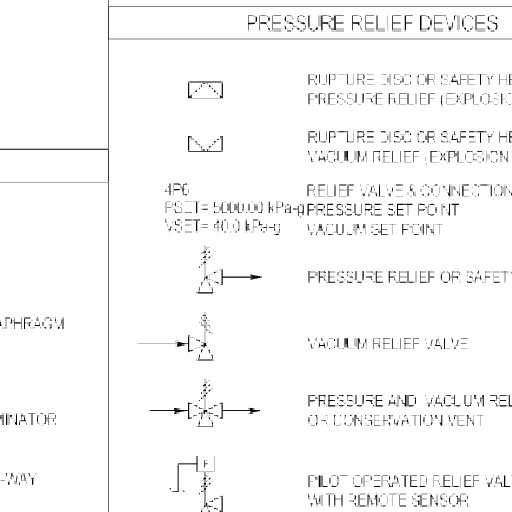 PRESSURE RELIEF DEVICES
RUPTURE DISC OR SAFETY HE
PRESSURE RELIEF (EXPLOSI
RUPTURE DISC OR SAFETY HE
VACUUM RELIEF (EXPLOSION
4P6
RELIEF VALVE & CONNECTION
PSET= 5000.00 kPa-g
PRESSURE SET POINT
VSET= 40.0 kPa-g
VACUUM SET POINT
PRESSURE RELIEF OR SAFETY
APHRAGM
VACUUM RELIEF VALVE
PRESSURE AND VACUUM REL
MINATOR
OR CONSERVATION VENT
-WAY
F
PILOT OPERATED RELIEF VAL
WITH REMOTE SENSOR